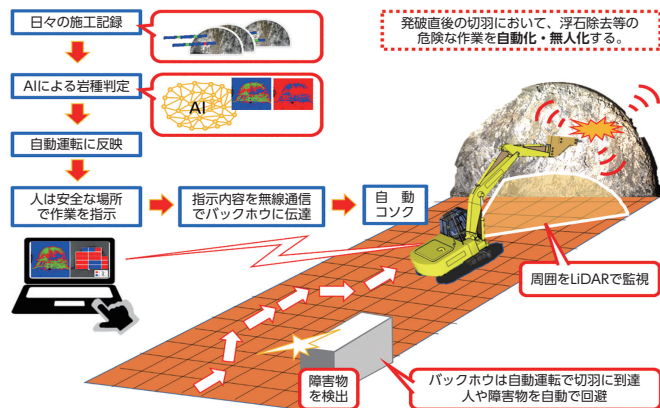 日々の施工記録
発破直後の切羽において、浮石除去等の
危険な作業を自動化・無人化する。
AIによる岩種判定
AI
自動運転に反映
人は安全な場所
で作業を指示
指示内容を無線通信
でバックホウに伝達
自 動
コソク
周囲をLiDARで監視
障害物
を検出
バックホウは自動運転で切羽に到達
人や障害物を自動で回避